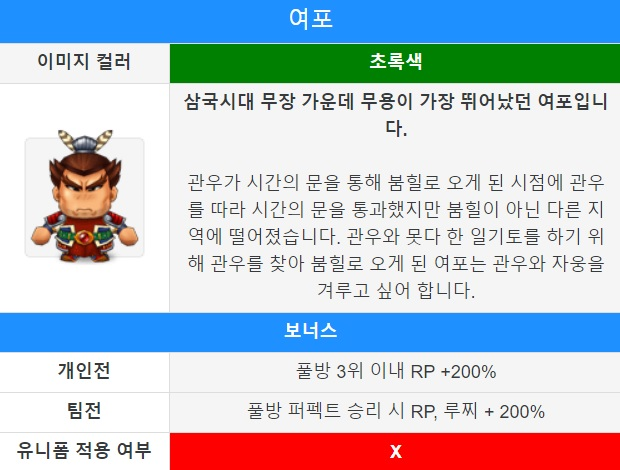 여포
이미지 컬러
초록색
삼국시대 무장 가운데 무용이 가장 뛰어났던 여포입니
다.
관우가 시간의 문을 통해 붐힐로 오게 된 시점에 관우
를 따라 시간의 문을 통과했지만 붐힐이 아닌 다른 지
역에 떨어졌습니다. 관우와 못다 한 일기토를 하기 위
해 관우를 찾아 붐힐로 오게 된 여포는 관우와 자웅을
겨루고 싶어 합니다.
보너스
개인전
풀방 3위 이내 RP +200%
팀전
풀방 퍼펙트 승리 시 RP, 루찌 + 200%
유니폼 적용 여부
X